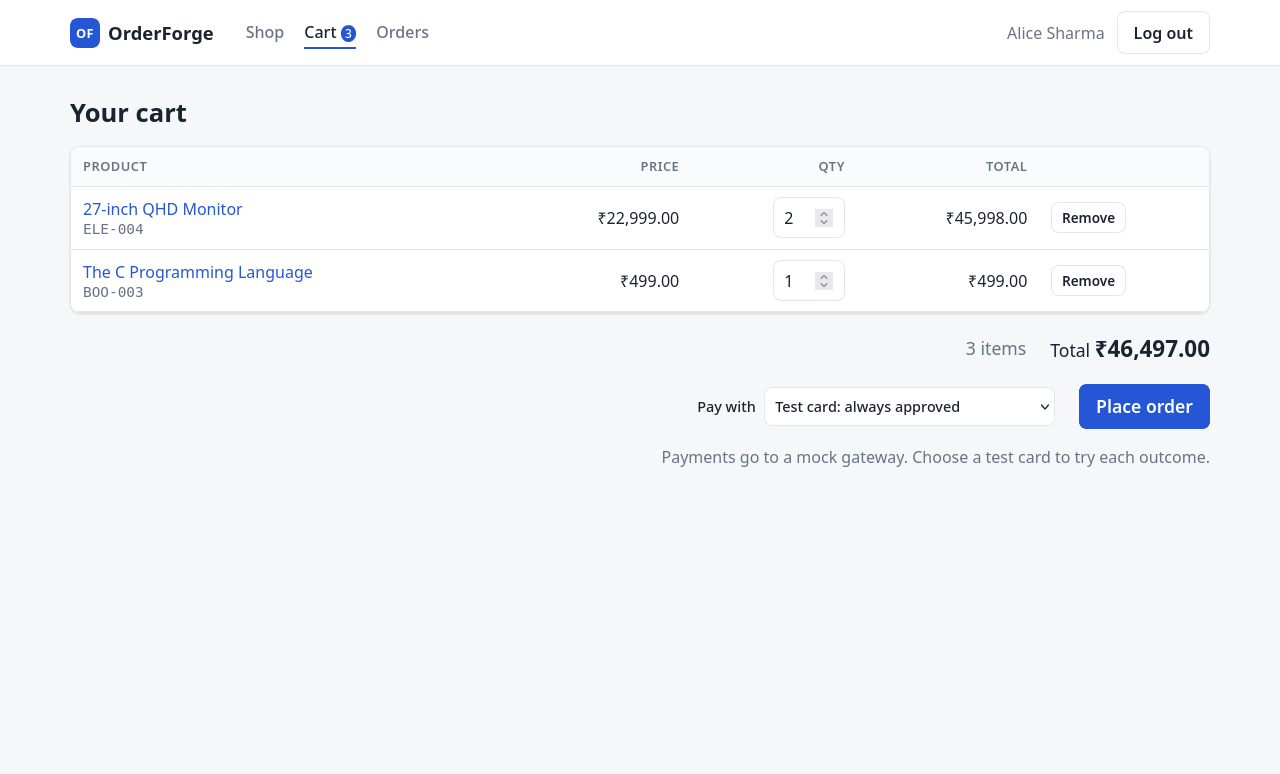 OF OrderForge Shop Cart 3 Orders Alice Sharma Log out
Your cart
PRODUCT PRICE QTY TOTAL
27-inch QHD Monitor ₹22,999.00 2 ₹45,998.00 Remove
ELE-004
The C Programming Language ₹499.00 1 ₹499.00 Remove
BOO-003
3 items Total ₹46,497.00
Pay with Test card: always approved Place order
Payments go to a mock gateway. Choose a test card to try each outcome.